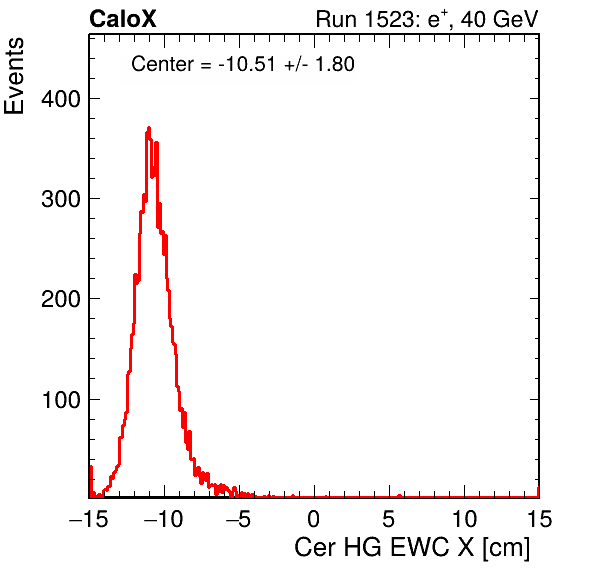 CaloX Run 1523: e⁺, 40 GeV
Center = -10.51 +/- 1.80
Events
400
300
200
100
−15 −10 −5 0 5 10 15
Cer HG EWC X [cm]